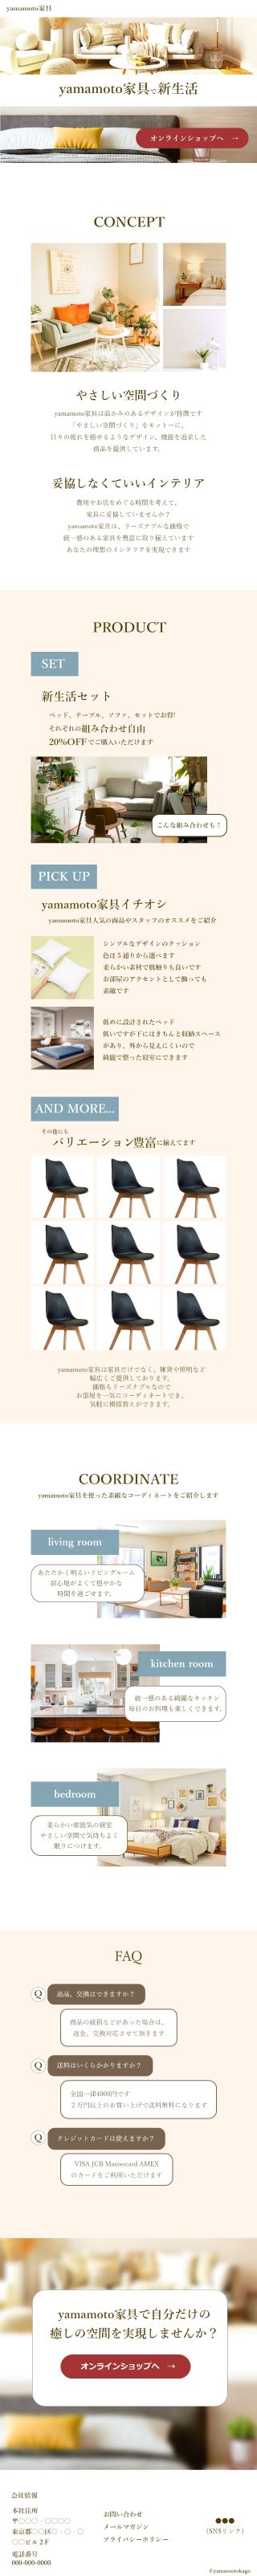 yamamoto家具
yamamoto家具で新生活
オンラインショップへ →
CONCEPT
やさしい空間づくり
yamamoto家具は温かみのあるデザインが特徴です
「やさしい空間づくり」をモットーに、
日々の疲れを癒せるようなデザイン、機能を追求した
商品を提供しています。
妥協しなくていいインテリア
費用やお店をめぐる時間を考えて、
家具に妥協していませんか？
yamamoto家具は、リーズナブルな価格で
統一感のある家具を豊富に取り揃えています
あなたの理想のインテリアを実現できます
PRODUCT
SET
新生活セット
ベッド、テーブル、ソファ、セットでお得!
それぞれの組み合わせ自由
20%OFFでご購入いただけます
こんな組み合わせも！
PICK UP
yamamoto家具イチオシ
yamamoto家具人気の商品やスタッフのオススメをご紹介
シンプルなデザインのクッション
色は５通りから選べます
柔らかい素材で肌触りも良いです
お部屋のアクセントとして飾っても
素敵です
低めに設計されたベッド
低いですが下にはきちんと収納スペース
があり、外から見えにくいので
綺麗で整った寝室にできます
AND MORE...
その他にも
バリエーション豊富に揃えてます
yamamoto家具は家具だけでなく、雑貨や照明など
幅広くご提供しております。
価格もリーズナブルなので
お部屋を一気にコーディネートでき、
気軽に模様替えができます。
COORDINATE
yamamoto家具を使った素敵なコーディネートをご紹介します
living room
あたたかく明るいリビングルーム
居心地がよくて穏やかな
時間を過ごせます。
kitchen room
統一感のある綺麗なキッチン
毎日のお料理も楽しくできます。
bedroom
柔らかい雰囲気の寝室
やさしい空間で気持ちよく
眠りにつけます。
FAQ
Q 返品、交換はできますか？
商品の破損などがあった場合は、
返金、交換対応させて頂きます
Q 送料はいくらかかりますか？
全国一律4000円です
２万円以上のお買い上げで送料無料になります
Q クレジットカードは使えますか？
VISA JCB Mastercard AMEX
のカードをご利用いただけます
yamamoto家具で自分だけの
癒しの空間を実現しませんか？
オンラインショップへ →
会社情報
本社住所
〒○○○‐○○○○
東京都○○区○‐○‐○
○○ビル２F
電話番号
000-000-0000
お問い合わせ
メールマガジン
プライバシーポリシー
●●●
（SNSリンク）
©yamamotokagu